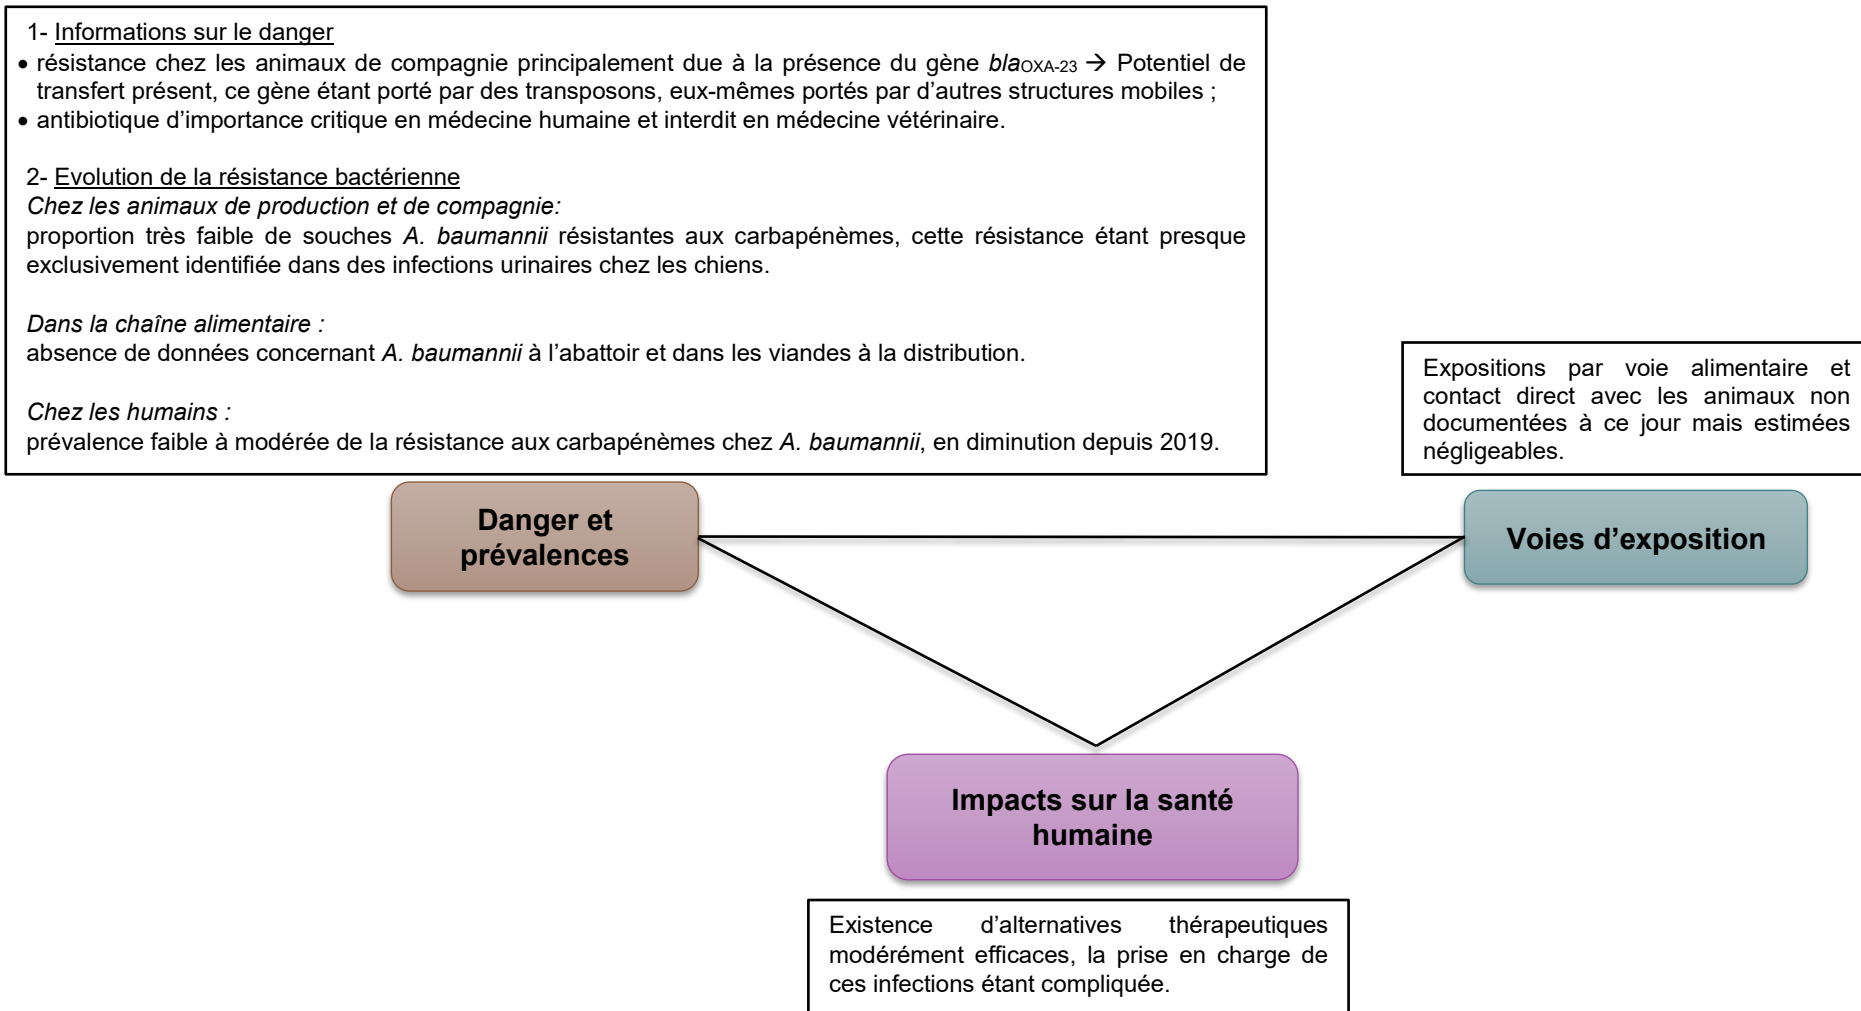 1- Informations sur le danger
• résistance chez les animaux de compagnie principalement due à la présence du gène blaOXA-23 → Potentiel de
transfert présent, ce gène étant porté par des transposons, eux-mêmes portés par d’autres structures mobiles ;
• antibiotique d’importance critique en médecine humaine et interdit en médecine vétérinaire.
2- Evolution de la résistance bactérienne
Chez les animaux de production et de compagnie:
proportion très faible de souches A. baumannii résistantes aux carbapénèmes, cette résistance étant presque
exclusivement identifiée dans des infections urinaires chez les chiens.
Dans la chaîne alimentaire :
absence de données concernant A. baumannii à l’abattoir et dans les viandes à la distribution.
Chez les humains :
prévalence faible à modérée de la résistance aux carbapénèmes chez A. baumannii, en diminution depuis 2019.
Expositions par voie alimentaire et
contact direct avec les animaux non
documentées à ce jour mais estimées
négligeables.
Danger et
prévalences
Voies d’exposition
Impacts sur la santé
humaine
Existence d’alternatives thérapeutiques
modérément efficaces, la prise en charge de
ces infections étant compliquée.